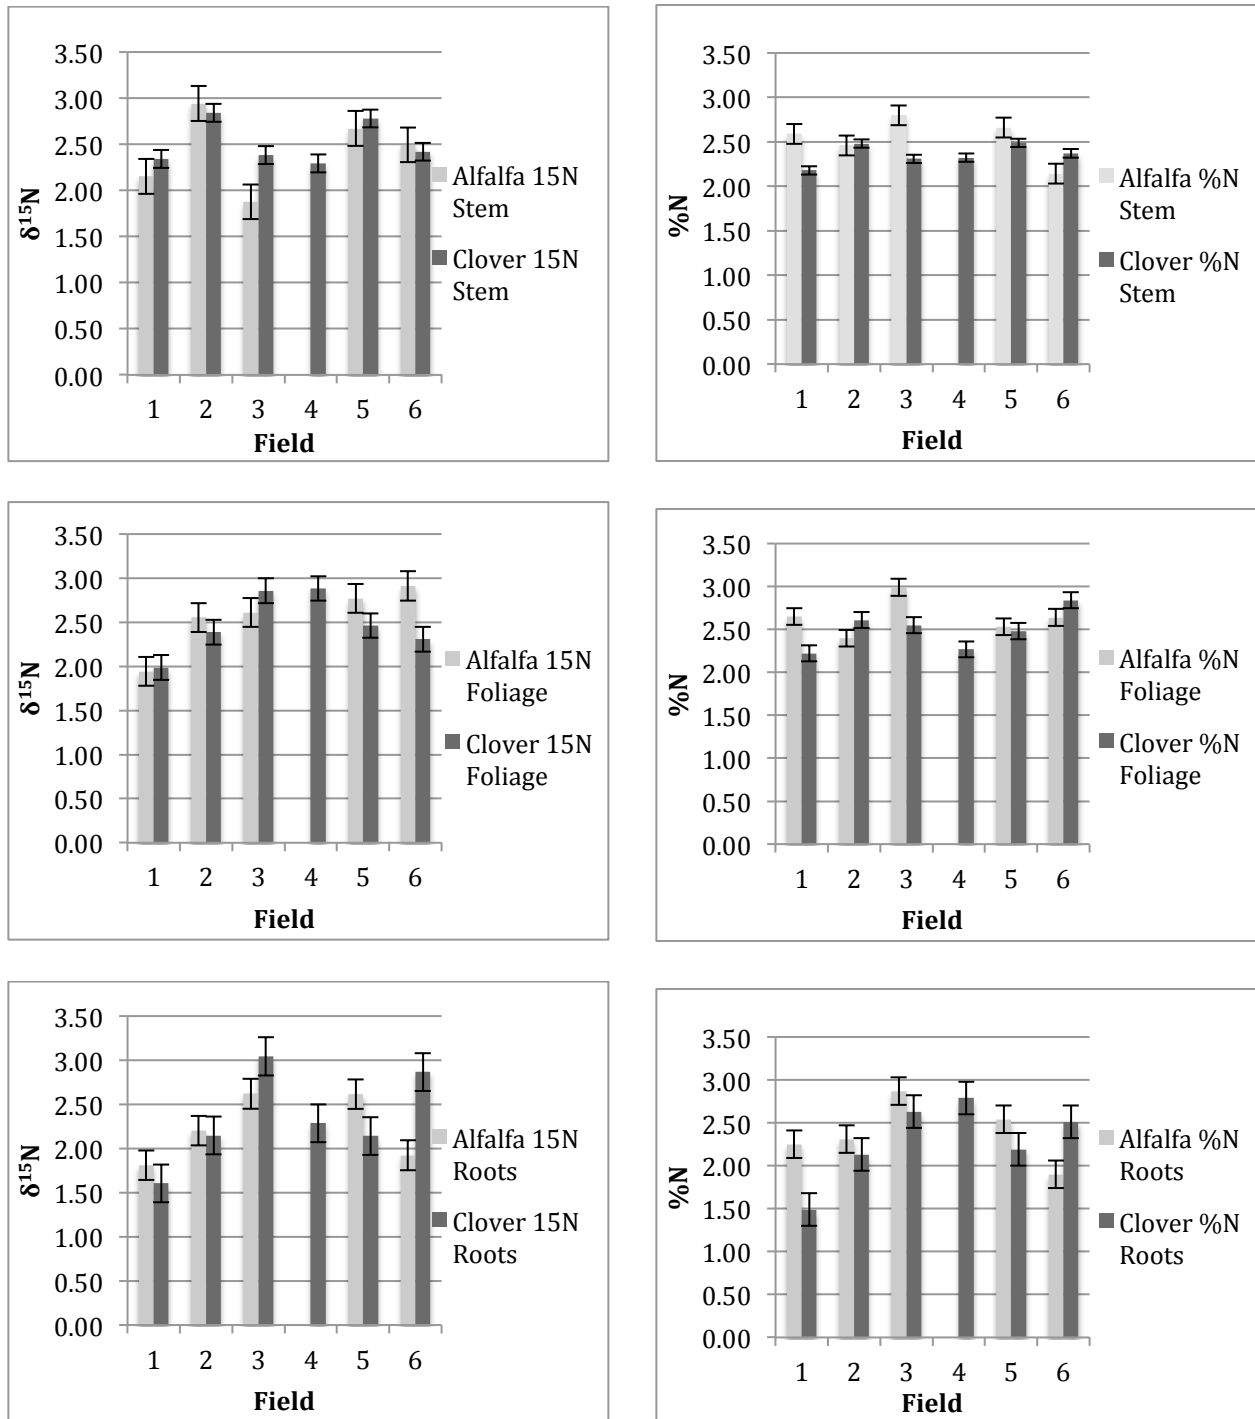 3.50
3.00
2.50
2.00
1.50
1.00
0.50
0.00
δ¹⁵N
1 2 3 4 5 6
Field
Alfalfa 15N
Stem
Clover 15N
Stem
3.50
3.00
2.50
2.00
1.50
1.00
0.50
0.00
%N
1 2 3 4 5 6
Field
Alfalfa %N
Stem
Clover %N
Stem
3.50
3.00
2.50
2.00
1.50
1.00
0.50
0.00
δ¹⁵N
1 2 3 4 5 6
Field
Alfalfa 15N
Foliage
Clover 15N
Foliage
3.50
3.00
2.50
2.00
1.50
1.00
0.50
0.00
%N
1 2 3 4 5 6
Field
Alfalfa %N
Foliage
Clover %N
Foliage
3.50
3.00
2.50
2.00
1.50
1.00
0.50
0.00
δ¹⁵N
1 2 3 4 5 6
Field
Alfalfa 15N
Roots
Clover 15N
Roots
3.50
3.00
2.50
2.00
1.50
1.00
0.50
0.00
%N
1 2 3 4 5 6
Field
Alfalfa %N
Roots
Clover %N
Roots